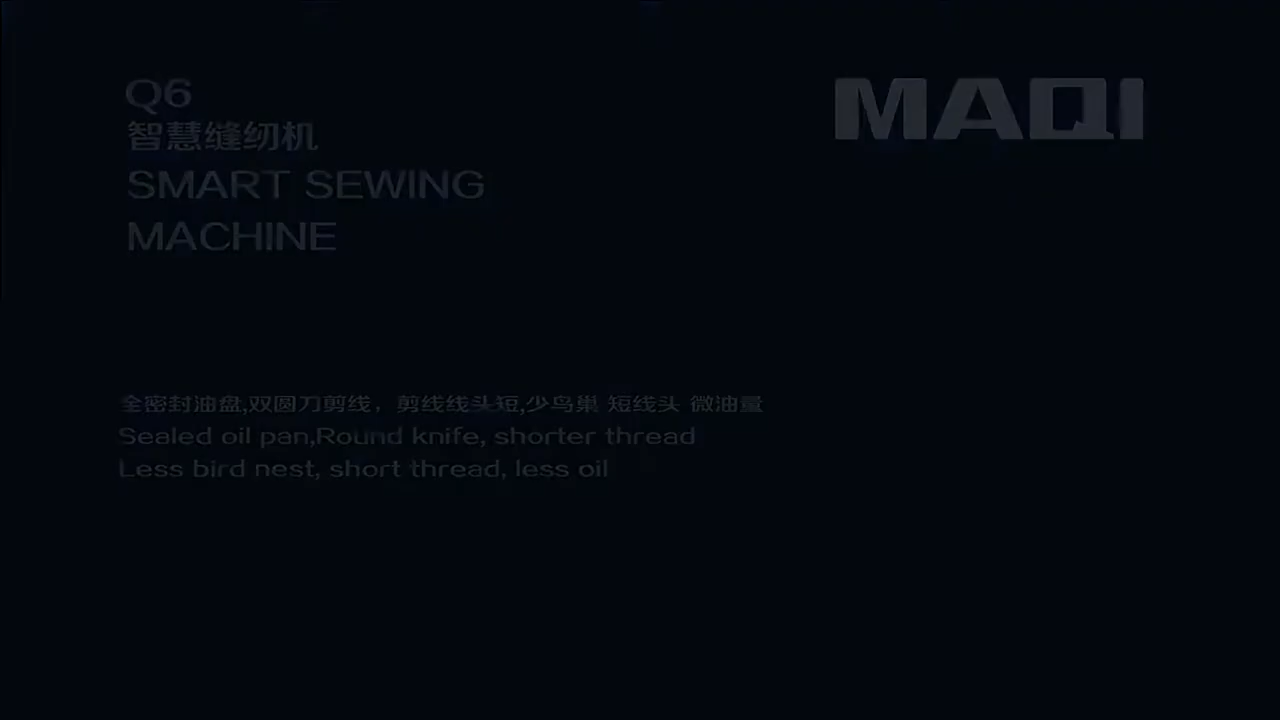 Q6
MAQI
智慧缝纫机
SMART SEWING
MACHINE
全密封油盘,双圆刀剪线，剪线线头短,少鸟巢 短线头 微油量
Sealed oil pan,Round knife, shorter thread
Less bird nest, short thread, less oil